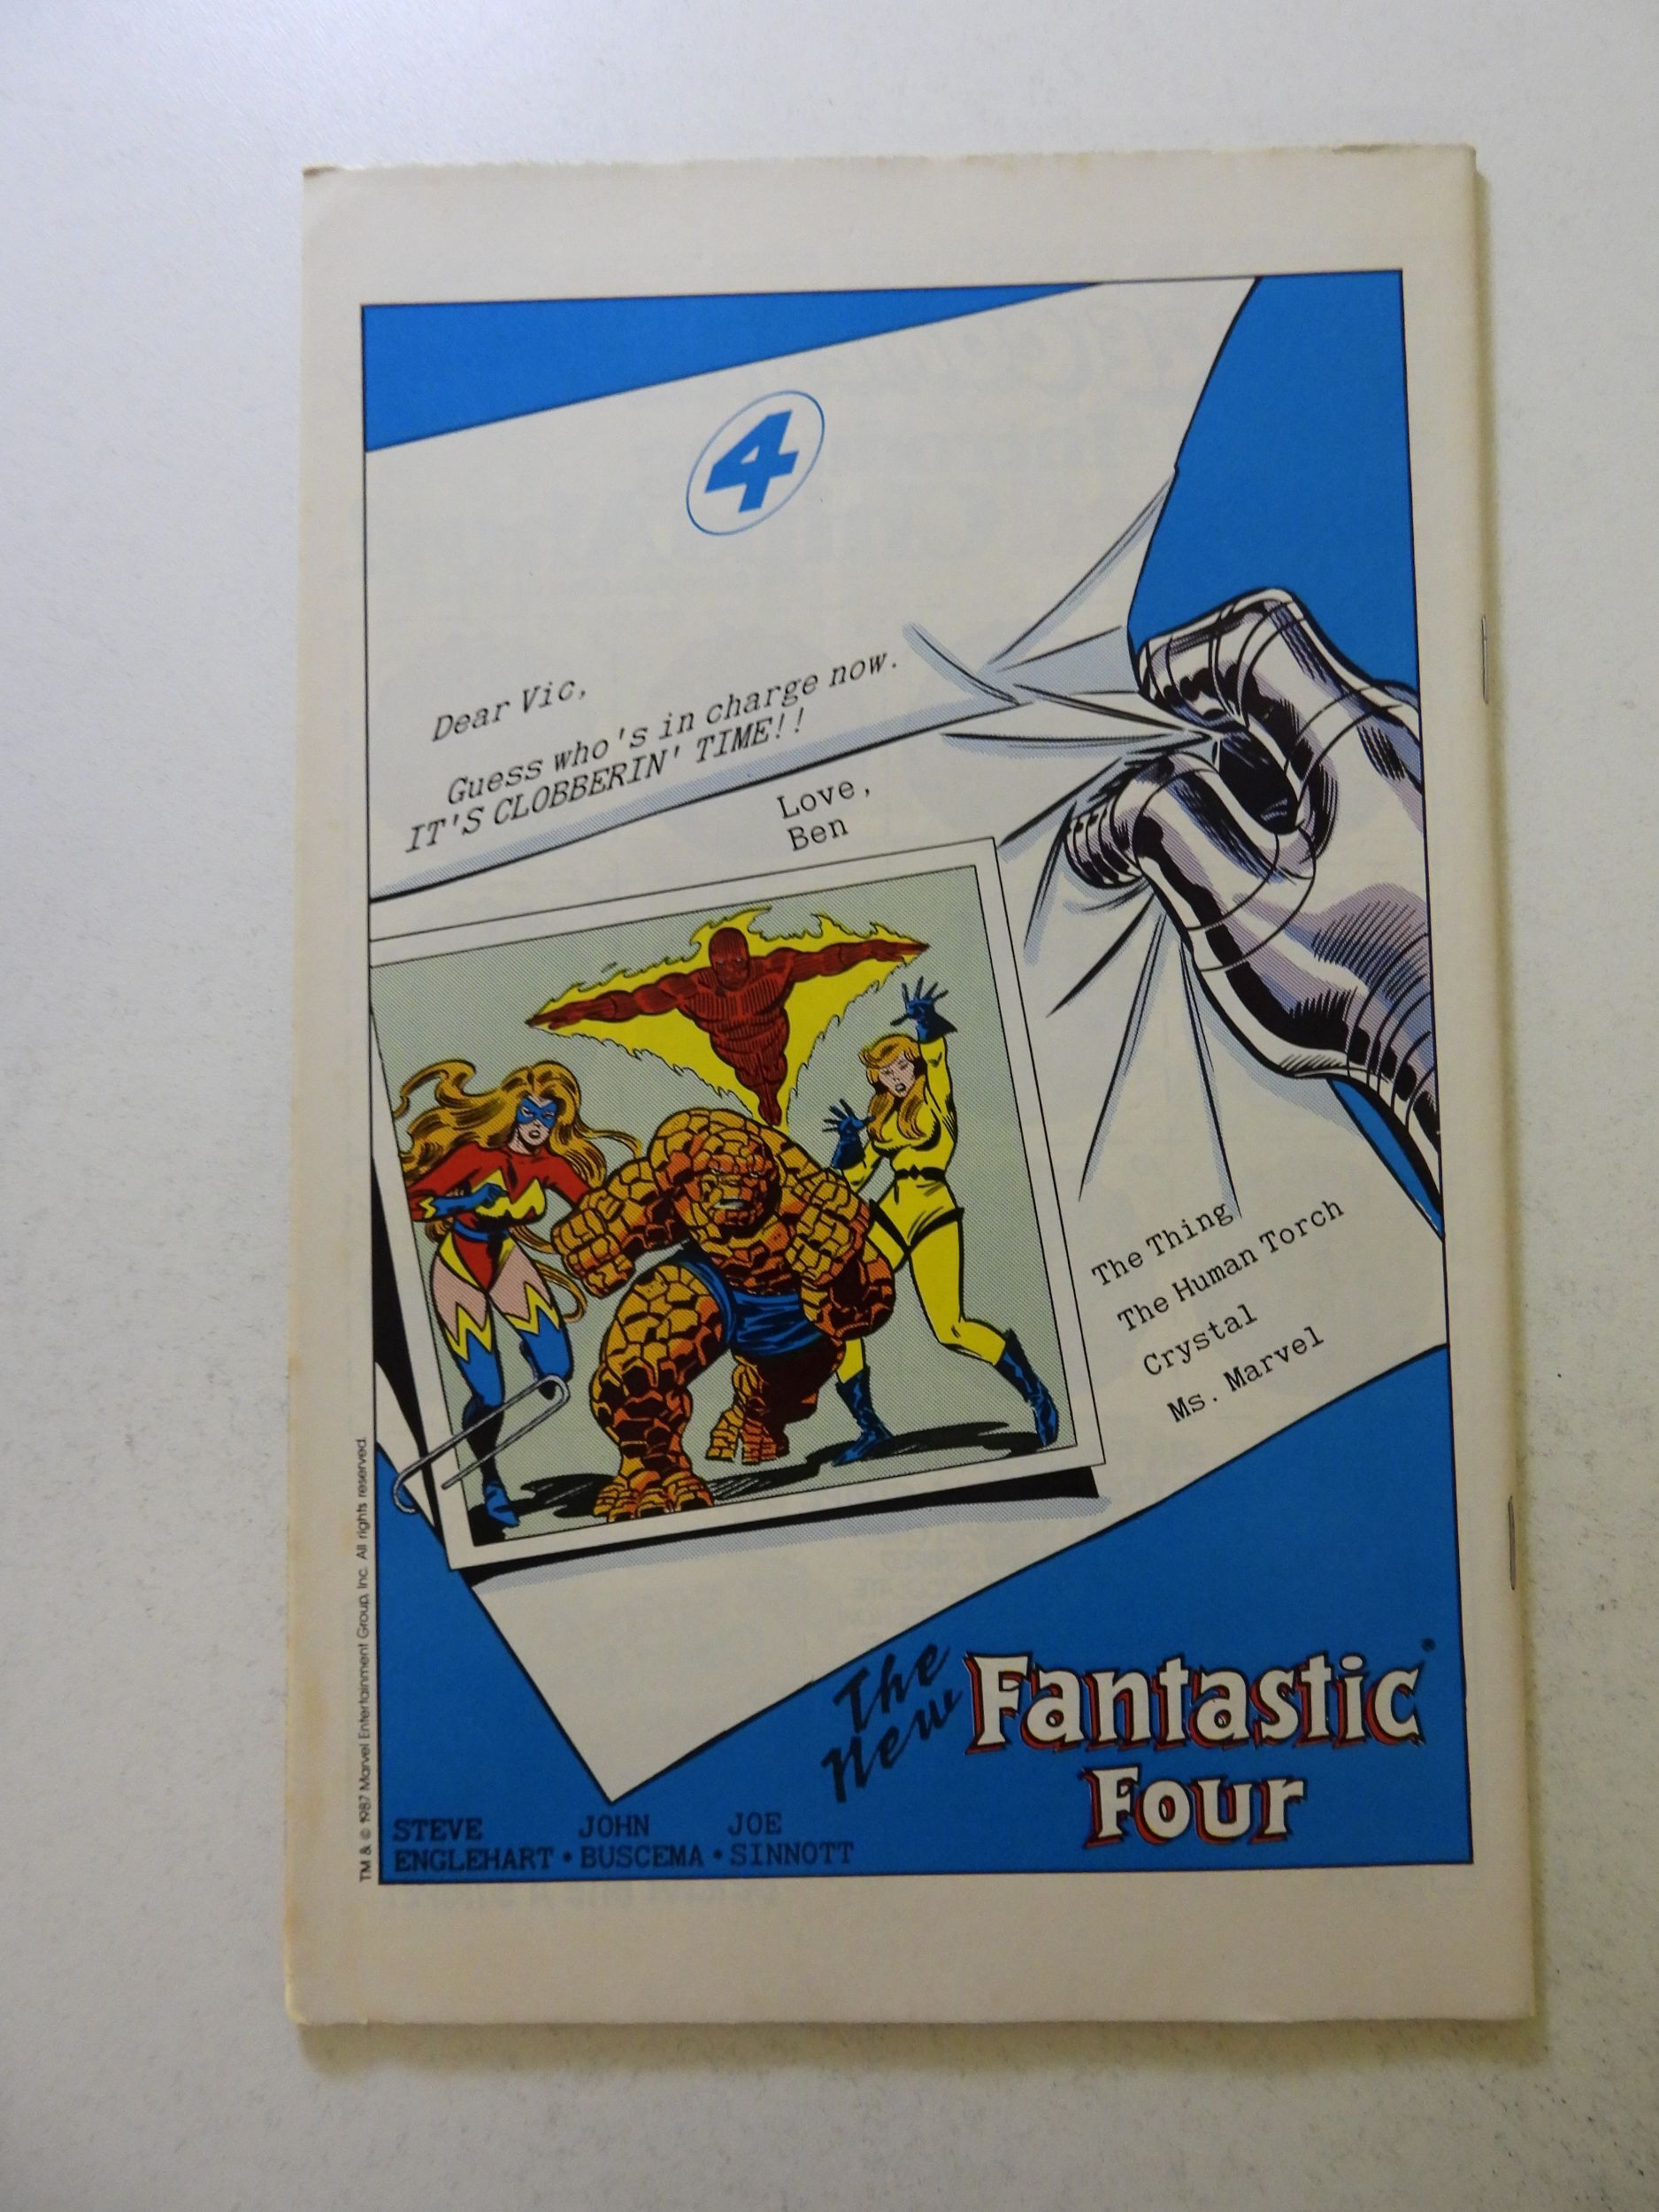 4
Dear Vic,
Guess who's in charge now.
IT'S CLOBBERIN' TIME!!
Love,
Ben
The Thing
The Human Torch
Crystal
Ms. Marvel
The New Fantastic Four
STEVE ENGLEHART • JOHN BUSCEMA • JOE SINNOTT
TM & © 1987 Marvel Entertainment Group, Inc. All rights reserved.